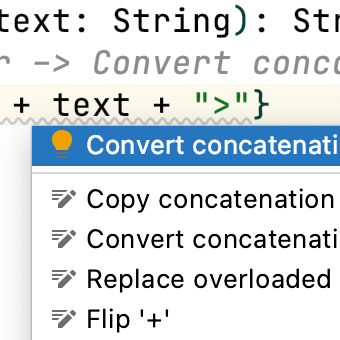 text: String): Str
-> Convert conc
+ text + ">"}
Convert concatenati
Copy concatenation
Convert concatenati
Replace overloaded
Flip '+'